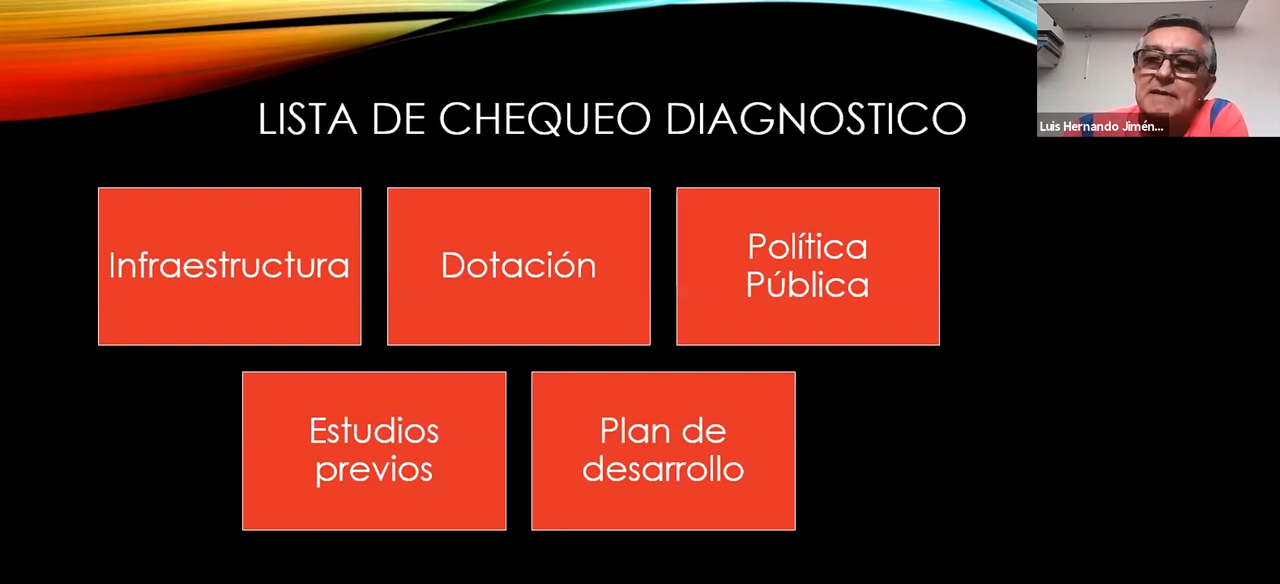 LISTA DE CHEQUEO DIAGNOSTICO
Luis Hernando Jimén...
Infraestructura
Dotación
Política
Pública
Estudios
previos
Plan de
desarrollo